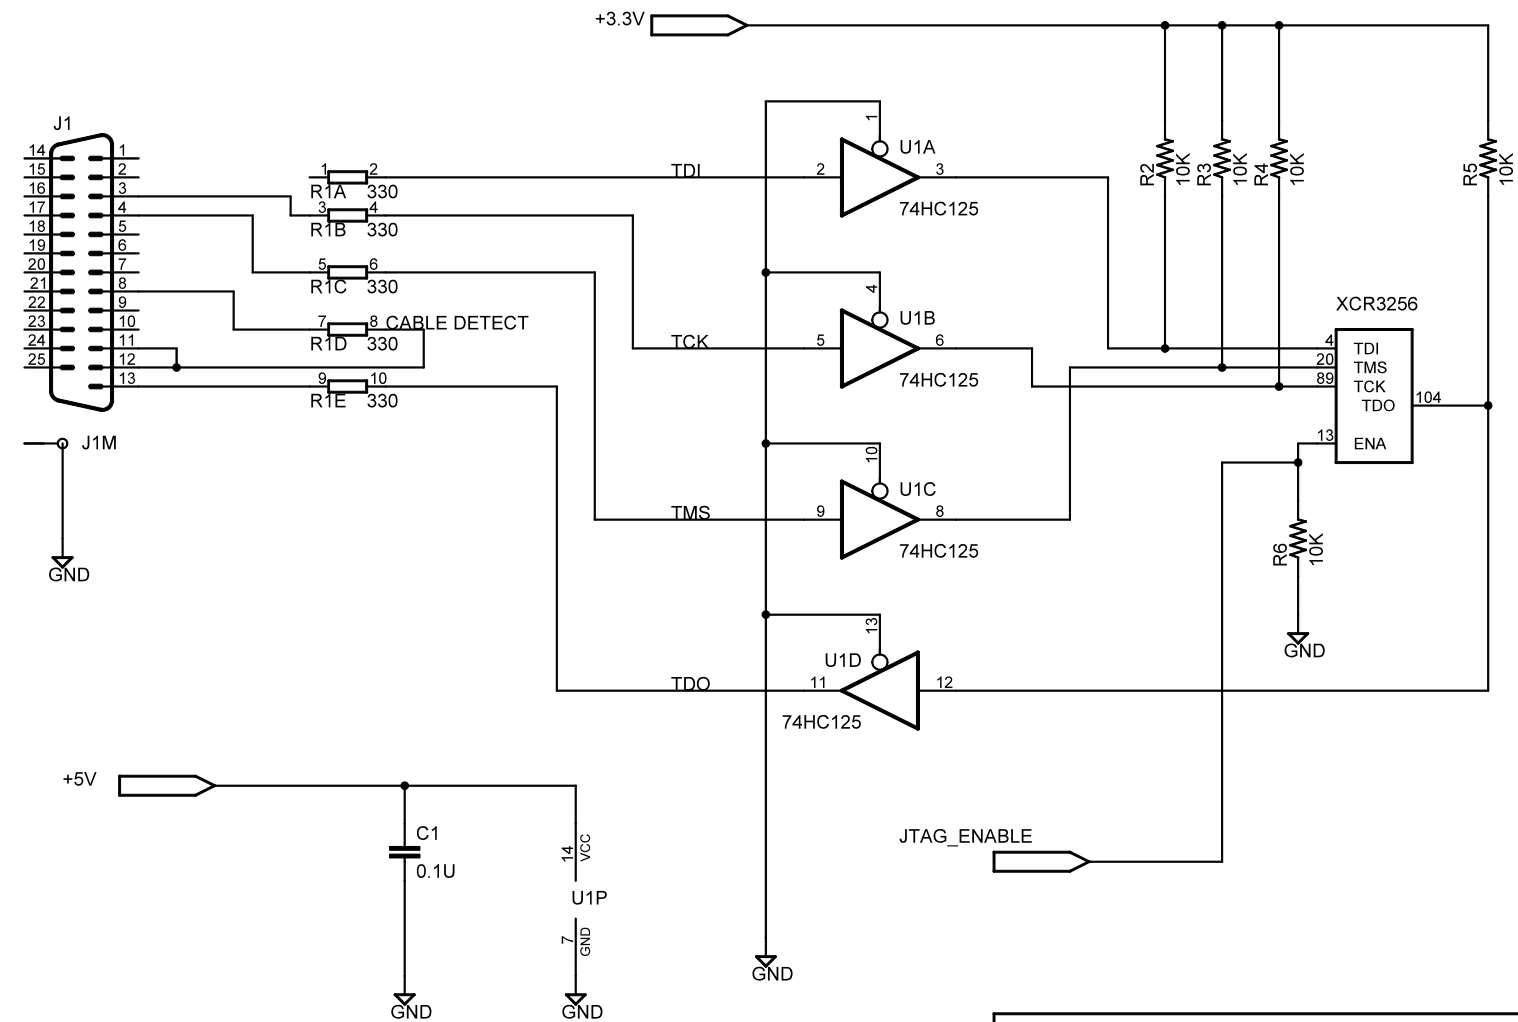 +3.3V
J1
14 1
15 2
16 3
17 4
18 5
19 6
20 7
21 8
22 9
23 10
24 11
25 12
13
J1M
GND
1 2
R1A 330
3 4
R1B 330
5 6
R1C 330
7 8 CABLE DETECT
R1D 330
9 10
R1E 330
TDI
TCK
TMS
TDO
1
U1A
2 3
74HC125
4
U1B
5 6
74HC125
10
U1C
9 8
74HC125
13
U1D
11 12
74HC125
GND
R2 10K
R3 10K
R4 10K
R5 10K
XCR3256
4 TDI
20 TMS
89 TCK
TDO 104
13 ENA
R6 10K
GND
JTAG_ENABLE
+5V
C1
0.1U
GND
14 VCC
U1P
7 GND
GND